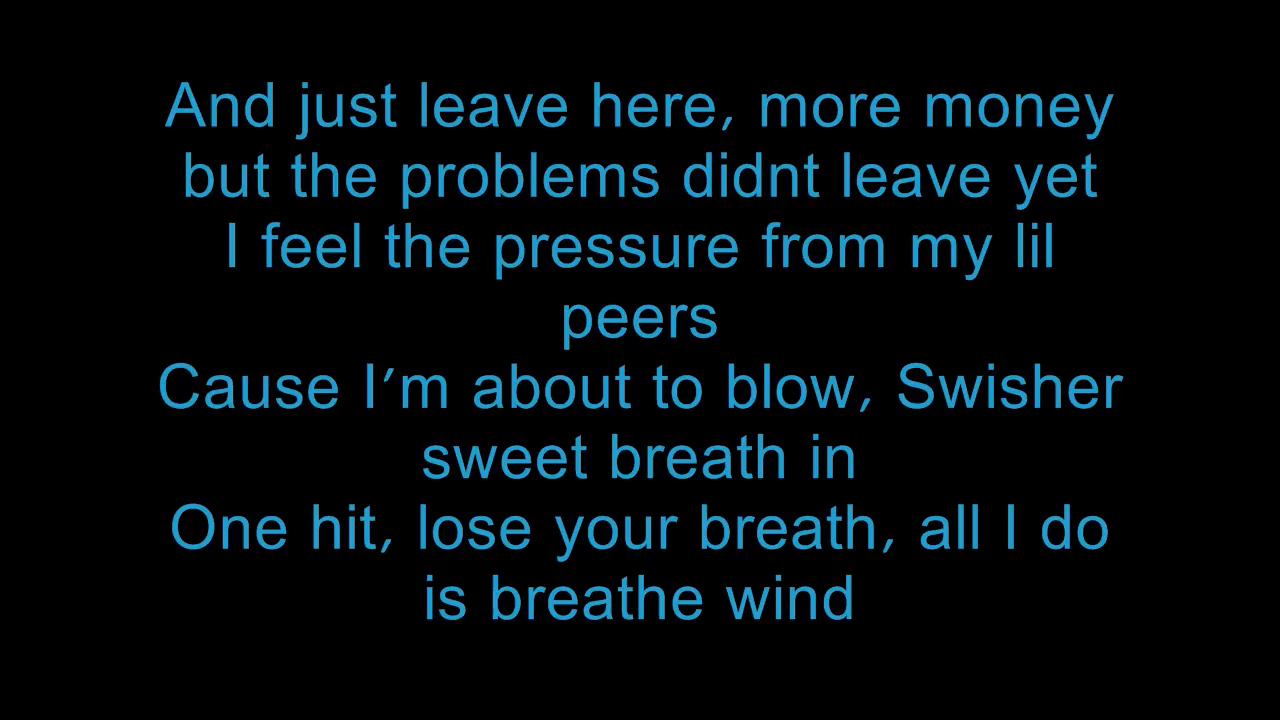 And just leave here, more money
but the problems didnt leave yet
I feel the pressure from my lil
peers
Cause I'm about to blow, Swisher
sweet breath in
One hit, lose your breath, all I do
is breathe wind